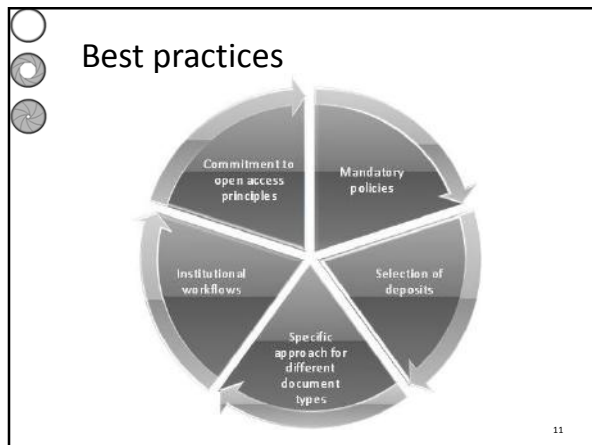 Best practices
Commitment to
open access
principles
Mandatory
policies
Institutional
workflows
Selection of
deposits
Specific
approach for
different
document
types
11